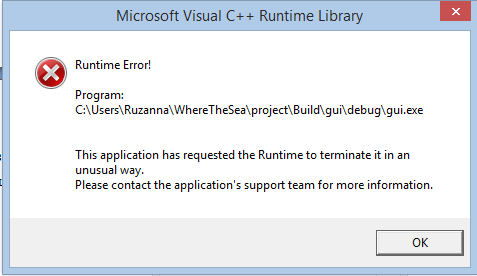 Microsoft Visual C++ Runtime Library
Runtime Error!
Program:
C:\Users\Ruzanna\WhereTheSea\project\Build\gui\debug\gui.exe
This application has requested the Runtime to terminate it in an
unusual way.
Please contact the application's support team for more information.
OK